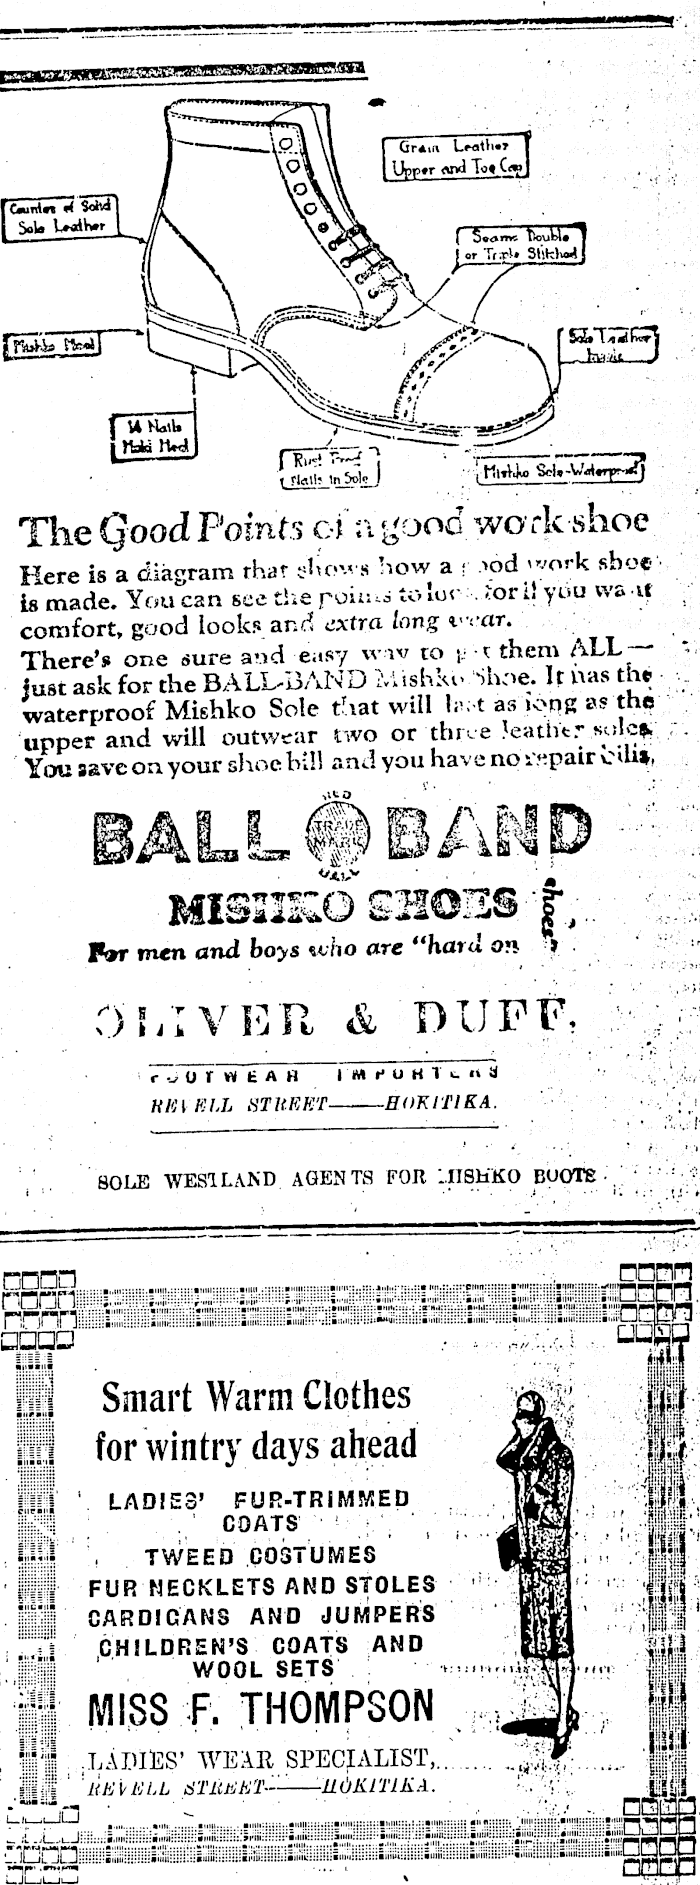 Grain Leather
Upper and Toe Cap
Counter of Solid
Sole Leather
Seams Double
or Triple Stitched
Mishko Heel
Sole Leather
14 Nails
Rust Proof
Nails in Sole
Mishko Sole-Waterproof
The Good Points of a good work shoe
Here is a diagram that shows how a good work shoe
is made. You can see the points to look for if you want
comfort, good looks and extra long wear.
There's one sure and easy way to get them ALL—
just ask for the BALL-BAND Mishko Shoe. It has the
waterproof Mishko Sole that will last as long as the
upper and will outwear two or three leather soles.
You save on your shoe bill and you have no repair bills.
RED
BALL TRADE BAND
MARK
BALL
MISHKO SHOES
For men and boys who are "hard on shoes"
OLIVER & DUFF.
FOOTWEAR IMPORTERS
REVELL STREET——HOKITIKA.
SOLE WESTLAND AGENTS FOR MISHKO BOOTS
Smart Warm Clothes
for wintry days ahead
LADIES' FUR-TRIMMED
COATS
TWEED COSTUMES
FUR NECKLETS AND STOLES
CARDIGANS AND JUMPERS
CHILDREN'S COATS AND
WOOL SETS
MISS F. THOMPSON
LADIES' WEAR SPECIALIST,
REVELL STREET——HOKITIKA.